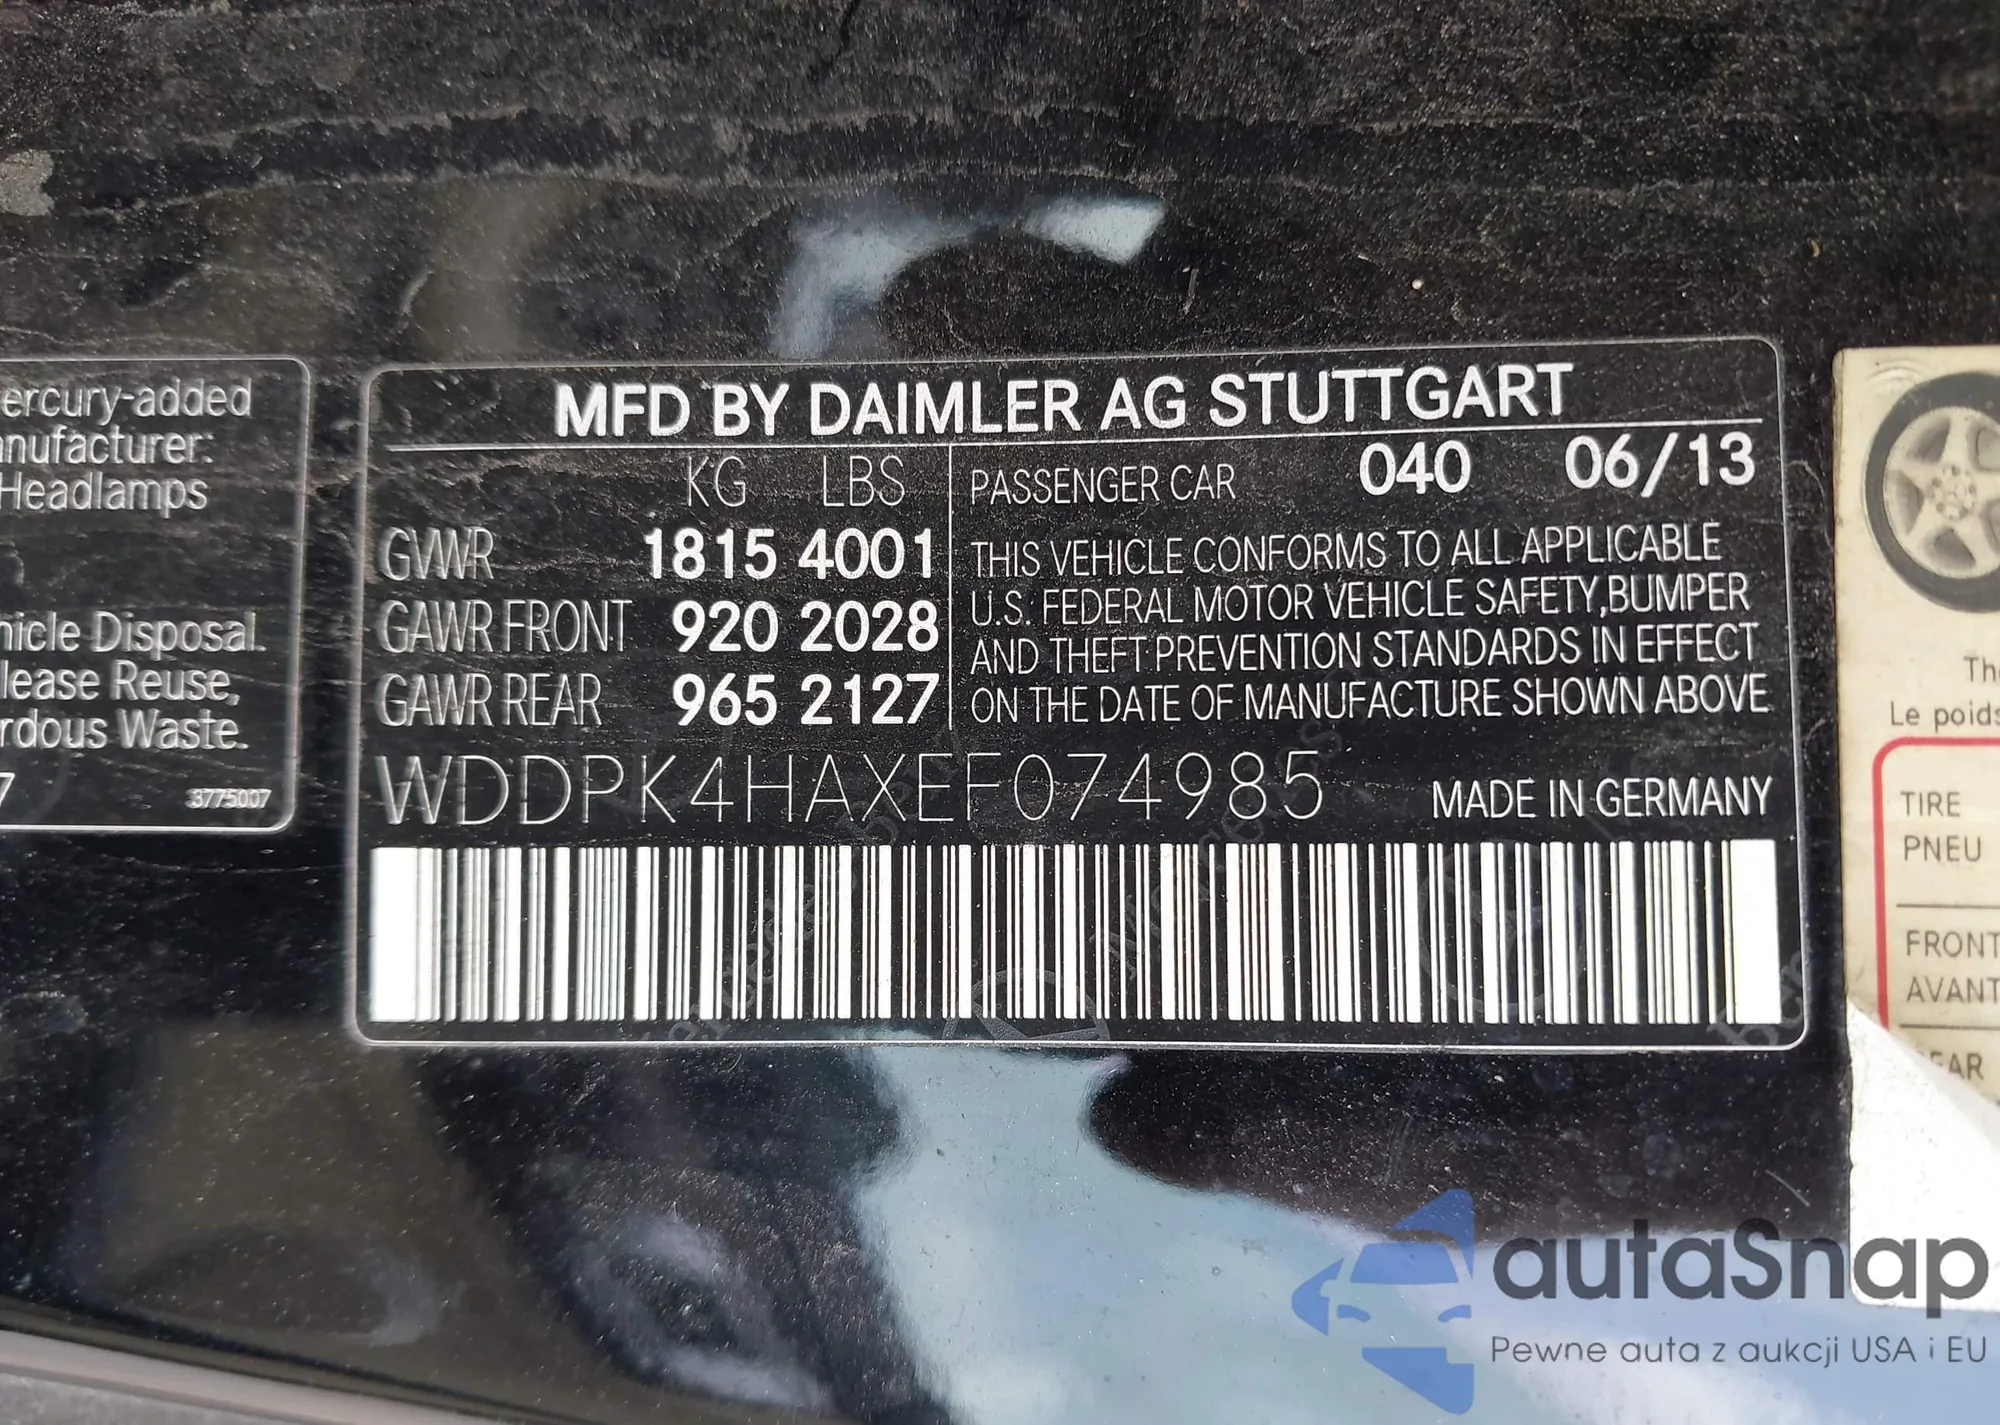 ercury-added
anufacturer:
Headlamps
hicle Disposal.
lease Reuse,
rdous Waste.
7
3775007
MFD BY DAIMLER AG STUTTGART
KG LBS
GVWR 1815 4001
GAWR FRONT 920 2028
GAWR REAR 965 2127
PASSENGER CAR 040 06/13
THIS VEHICLE CONFORMS TO ALL APPLICABLE
U.S. FEDERAL MOTOR VEHICLE SAFETY,BUMPER
AND THEFT PREVENTION STANDARDS IN EFFECT
ON THE DATE OF MANUFACTURE SHOWN ABOVE
WDDPK4HAXEF074985 MADE IN GERMANY
Th
Le poids
TIRE
PNEU
FRONT
AVANT
EAR
autaSnap
Pewne auta z aukcji USA i EU